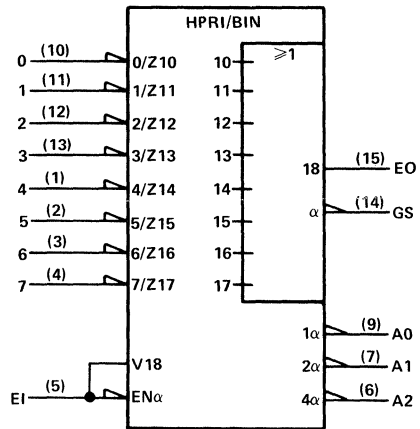 HPRI/BIN
≥1
0 (10) 0/Z10 10
1 (11) 1/Z11 11
2 (12) 2/Z12 12
3 (13) 3/Z13 13
4 (1) 4/Z14 14
5 (2) 5/Z15 15
6 (3) 6/Z16 16
7 (4) 7/Z17 17
18 (15) EO
α (14) GS
1α (9) A0
2α (7) A1
4α (6) A2
V18
EI (5) ENα